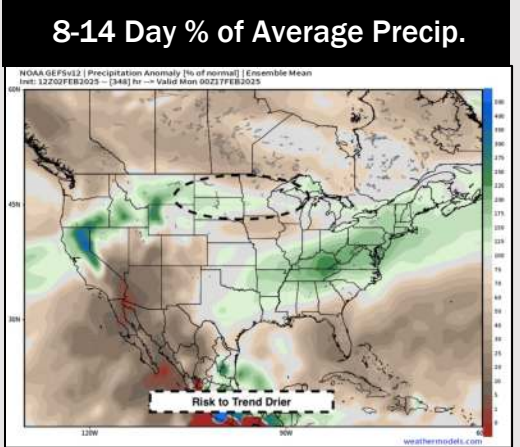 8-14 Day % of Average Precip.
NOAA GEFSv12 | Precipitation Anomaly [% of normal] | Ensemble Mean
Init: 12Z02FEB2025 -- [348] hr --> Valid Mon 00Z17FEB2025
60N
45N
30N
120W
90W
60
Risk to Trend Drier
weathermodels.com